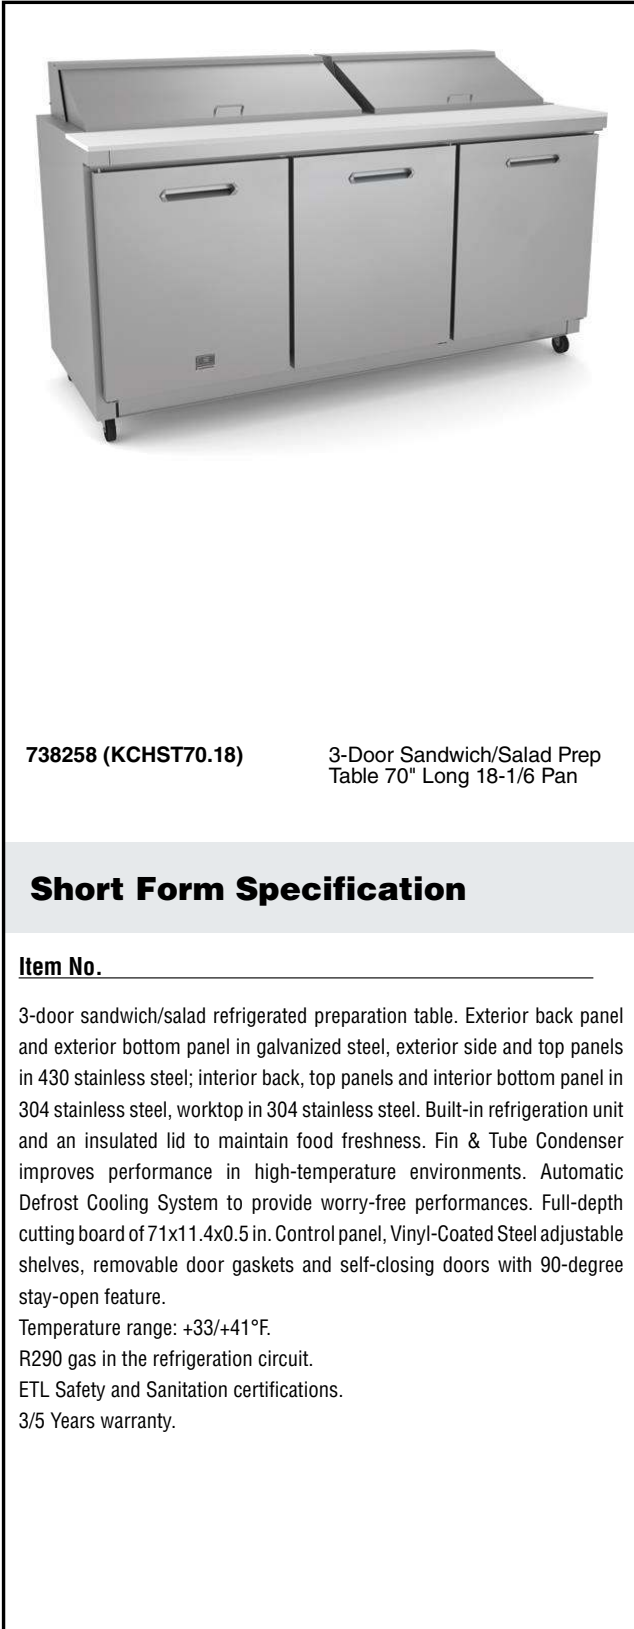 738258 (KCHST70.18)
3-Door Sandwich/Salad Prep
Table 70" Long 18-1/6 Pan
Short Form Specification
Item No.
3-door sandwich/salad refrigerated preparation table. Exterior back panel
and exterior bottom panel in galvanized steel, exterior side and top panels
in 430 stainless steel; interior back, top panels and interior bottom panel in
304 stainless steel, worktop in 304 stainless steel. Built-in refrigeration unit
and an insulated lid to maintain food freshness. Fin & Tube Condenser
improves performance in high-temperature environments. Automatic
Defrost Cooling System to provide worry-free performances. Full-depth
cutting board of 71x11.4x0.5 in. Control panel, Vinyl-Coated Steel adjustable
shelves, removable door gaskets and self-closing doors with 90-degree
stay-open feature.
Temperature range: +33/+41°F.
R290 gas in the refrigeration circuit.
ETL Safety and Sanitation certifications.
3/5 Years warranty.